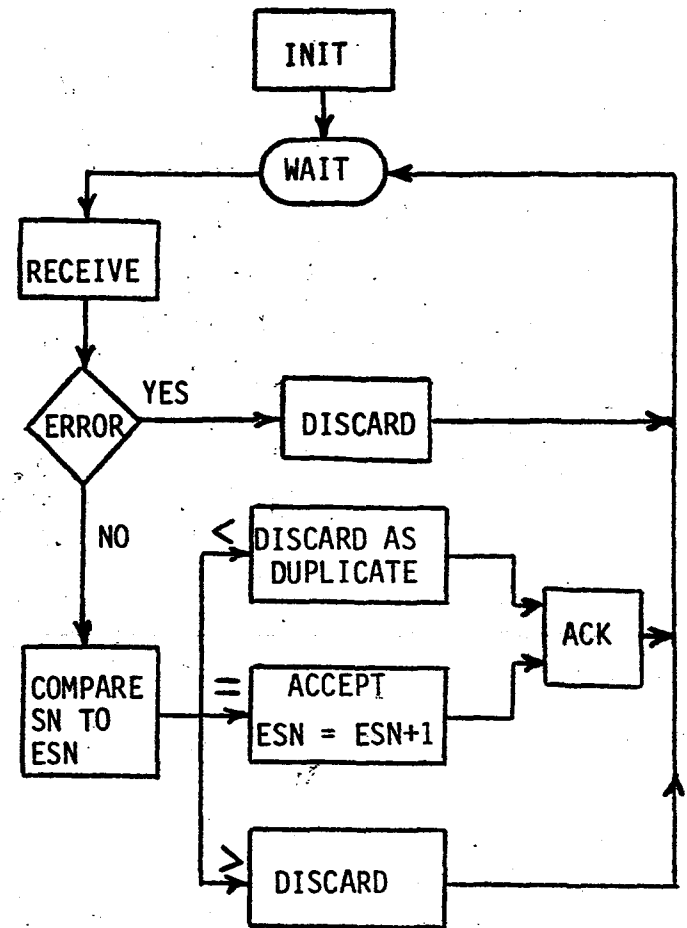 INIT
WAIT
RECEIVE
ERROR
YES
DISCARD
NO
<
DISCARD AS
DUPLICATE
ACK
COMPARE
SN TO
ESN
=
ACCEPT
ESN = ESN+1
>
DISCARD